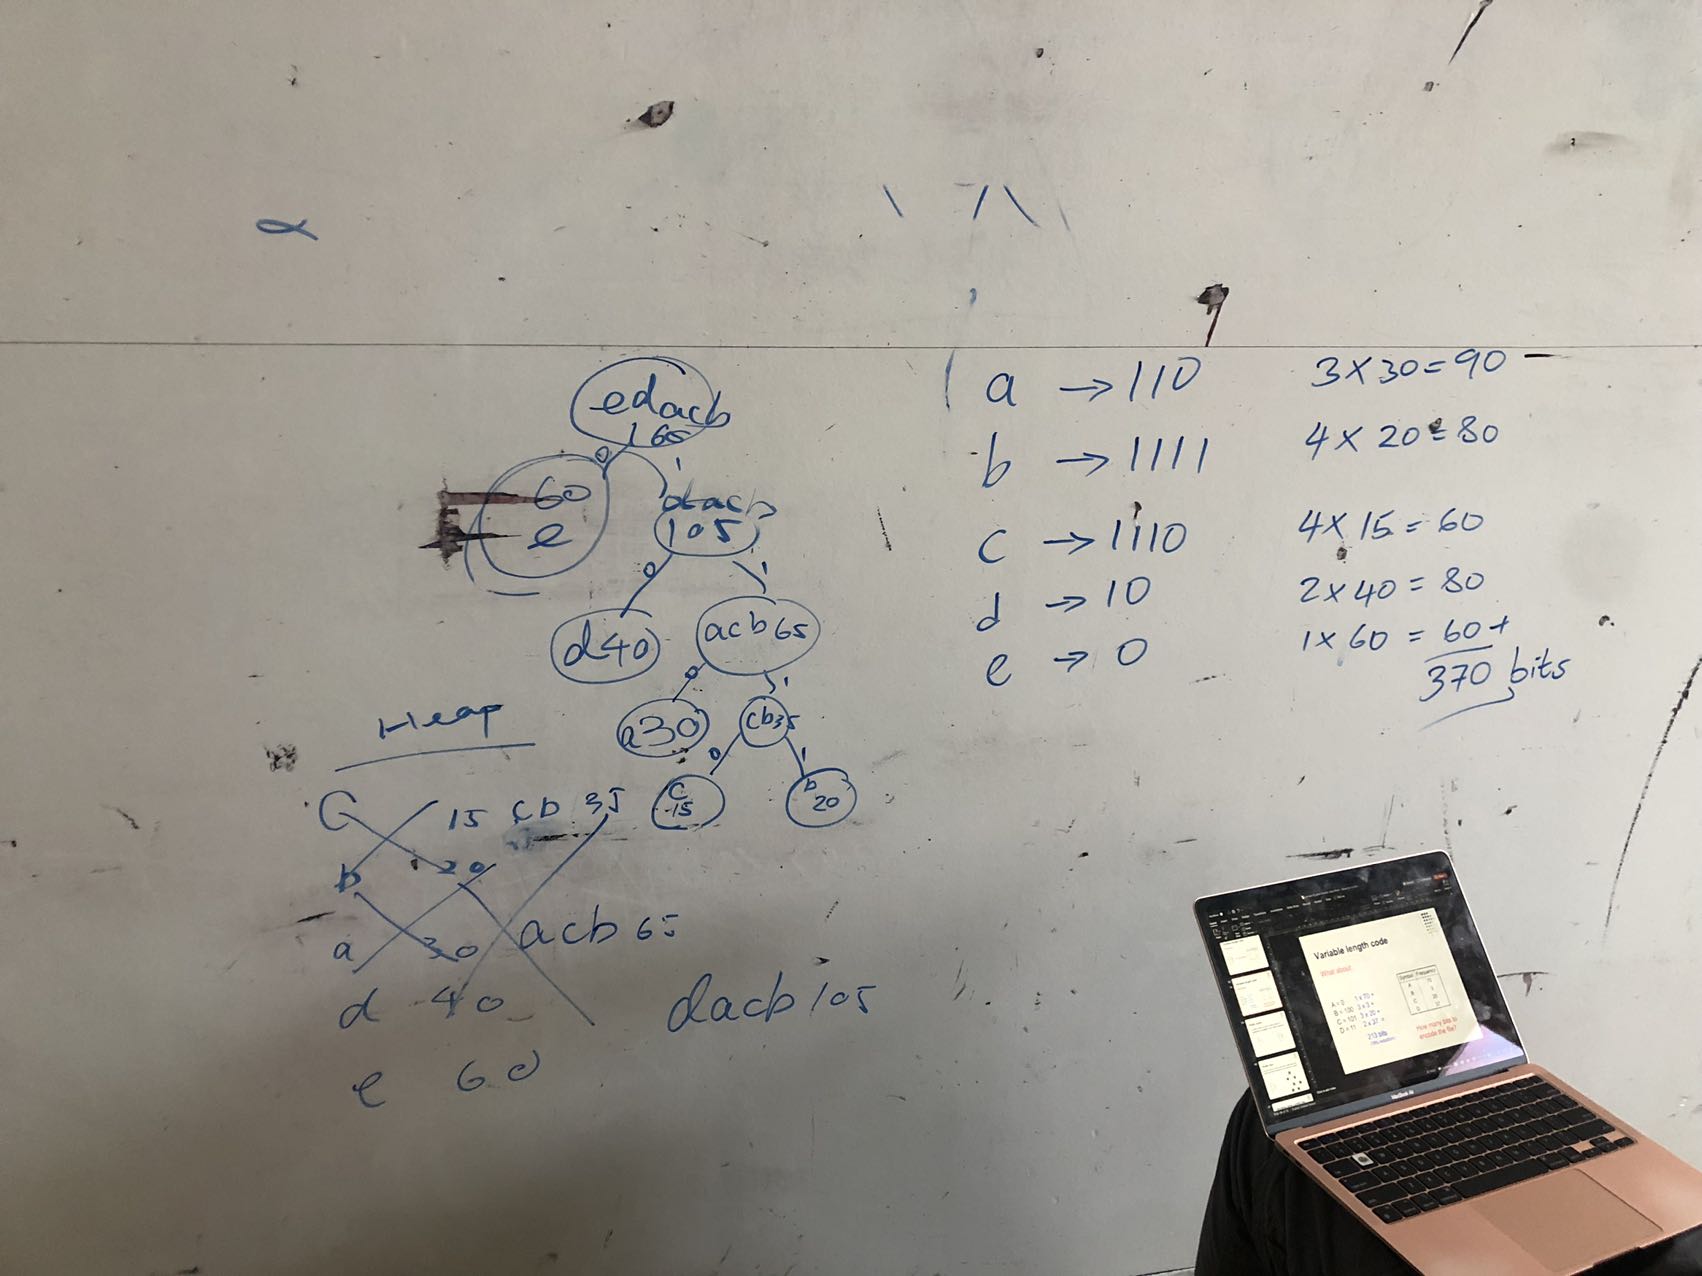 edacb
165
0
1
60
e
dacb
105
0
1
d40
acb 65
0
1
a30
cb 35
0
1
c
15
b
20
a → 110 3 x 30 = 90
b → 1111 4 x 20 = 80
c → 1110 4 x 15 = 60
d → 10 2 x 40 = 80
e → 0 1 x 60 = 60 +
370 bits
Heap
C 15 cb 35
b 20
a 30 acb 65
d 40 dacb 105
e 60
Variable length code
What about
Symbol Frequency
A 70
B 3
C 20
D 37
A = 0 1 x 70 +
B = 100 3 x 3 +
C = 101 3 x 20 +
D = 11 2 x 37 =
213 bits
How many bits to
encode the file?
MacBook Air